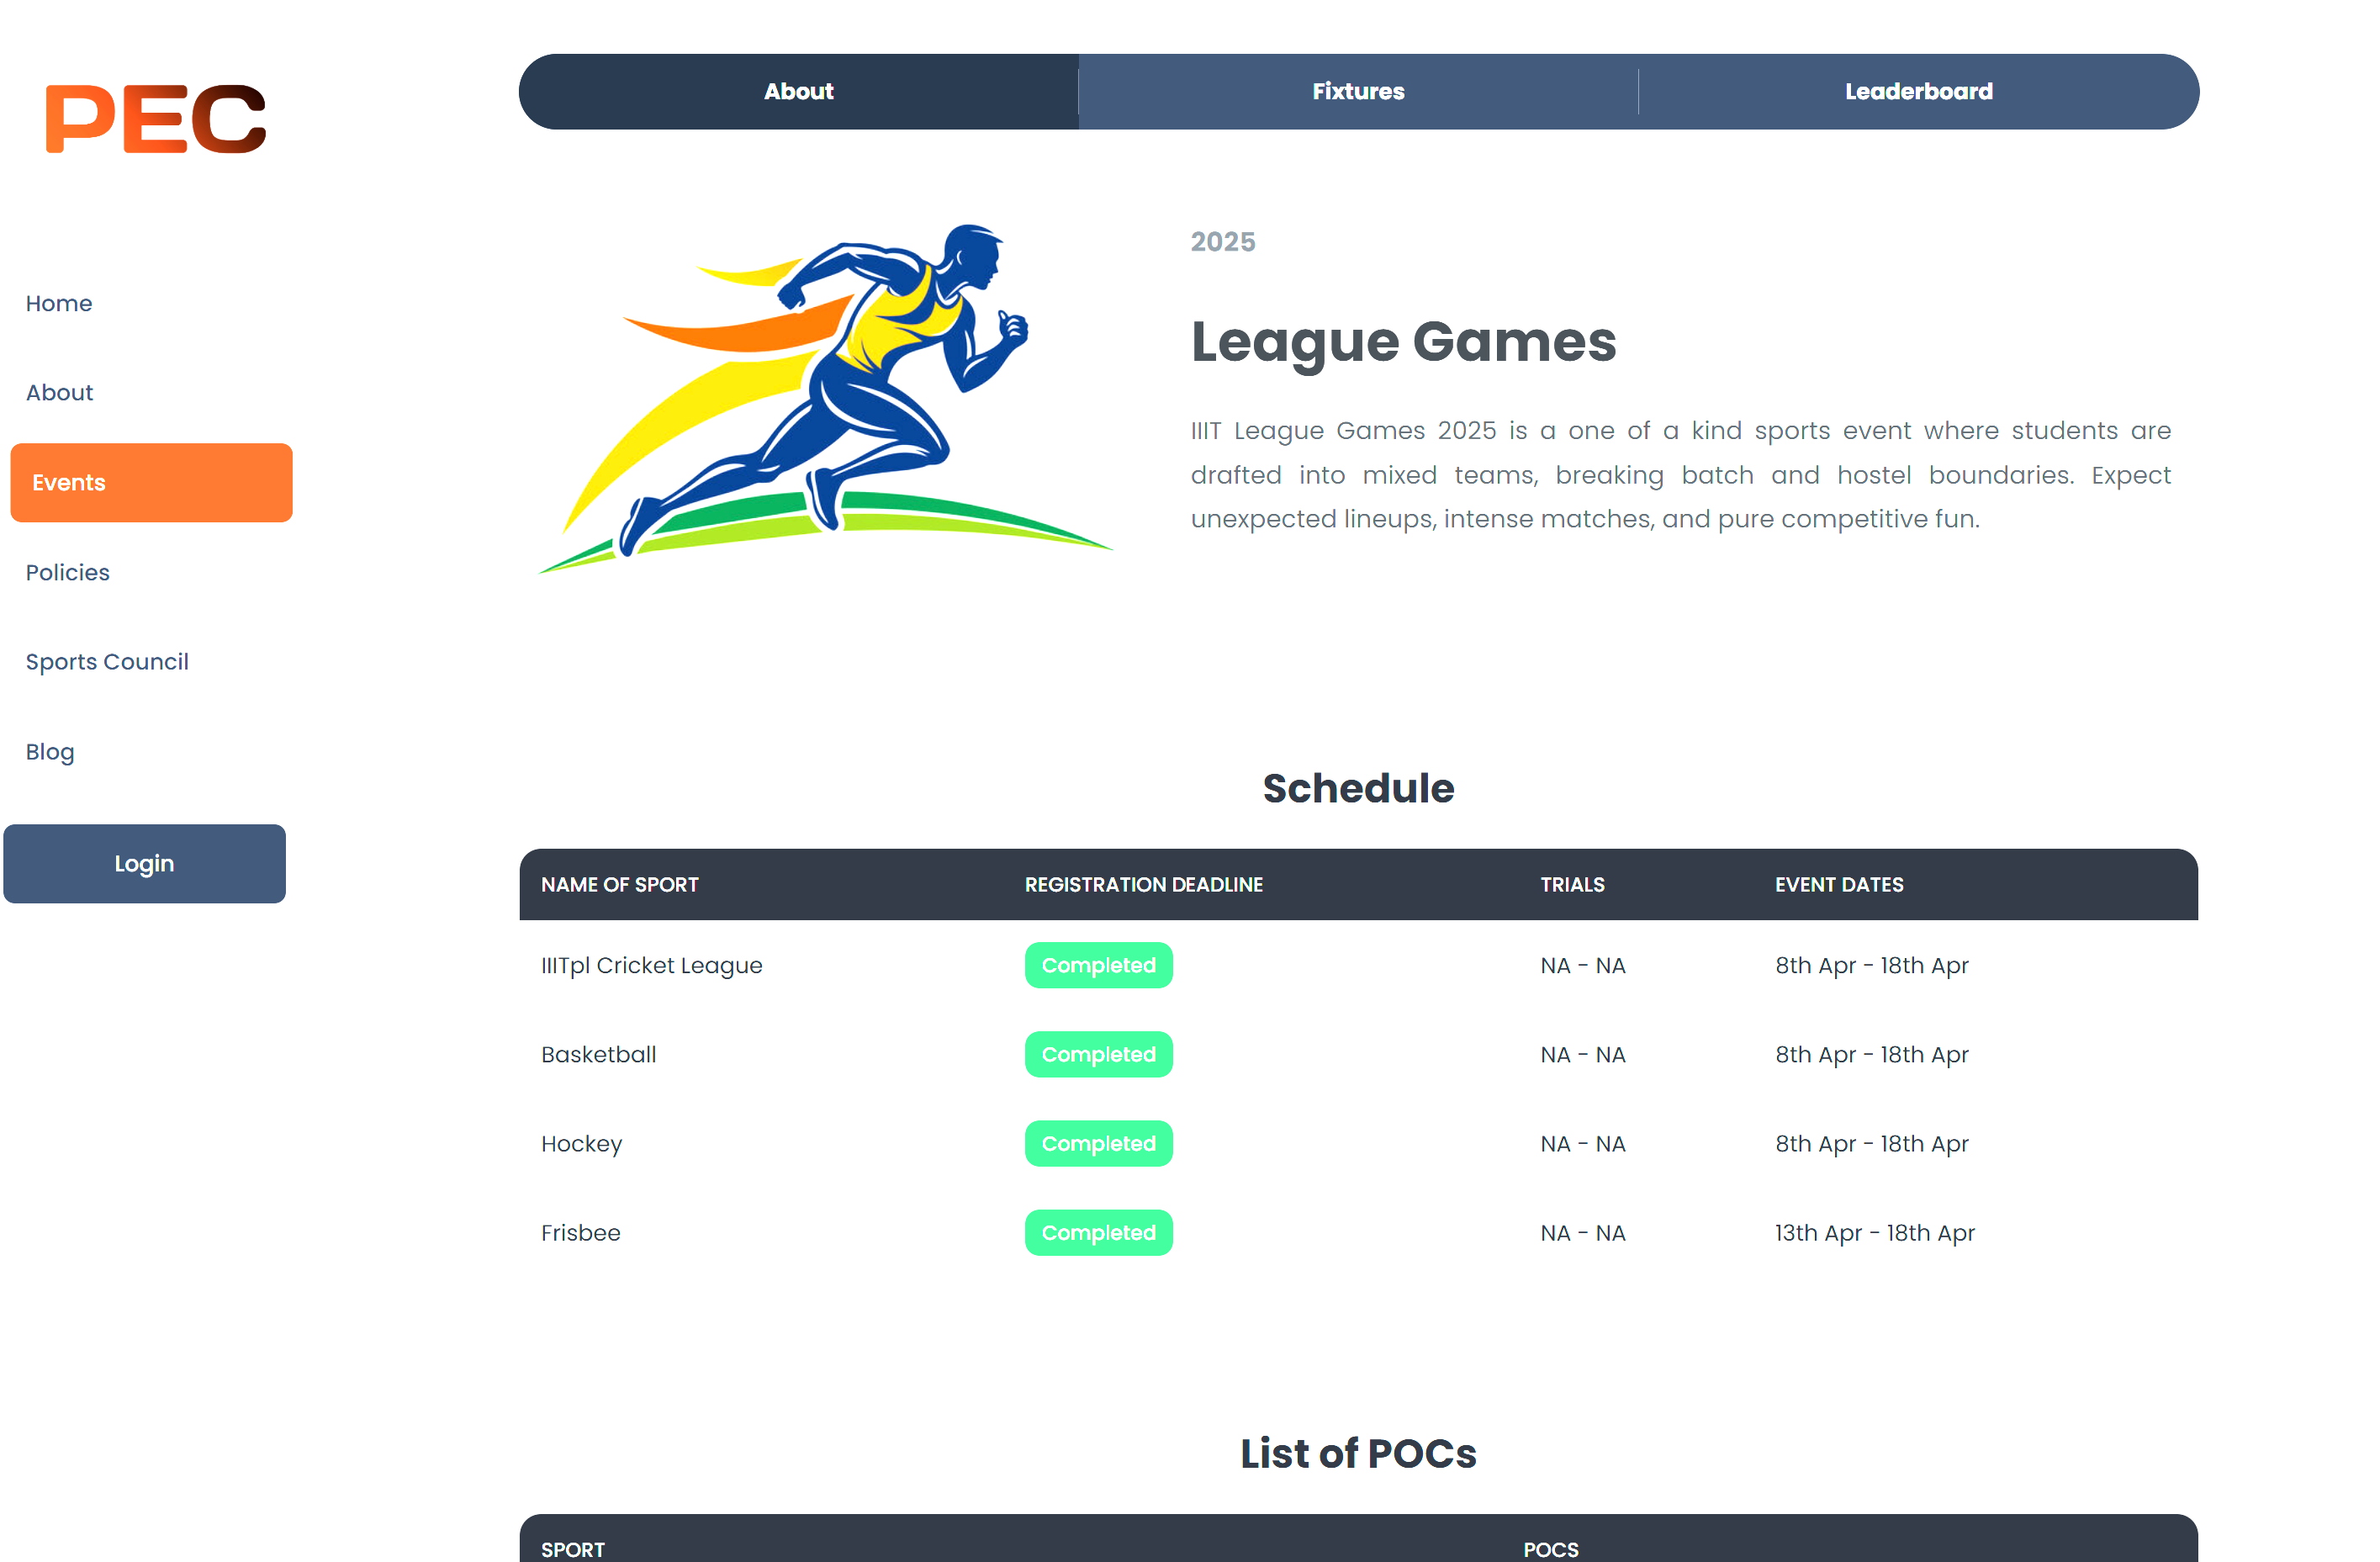 PEC
Home
About
Events
Policies
Sports Council
Blog
Login
About Fixtures Leaderboard
2025
League Games
IIIT League Games 2025 is a one of a kind sports event where students are
drafted into mixed teams, breaking batch and hostel boundaries. Expect
unexpected lineups, intense matches, and pure competitive fun.
Schedule
NAME OF SPORT REGISTRATION DEADLINE TRIALS EVENT DATES
IIITpl Cricket League Completed NA - NA 8th Apr - 18th Apr
Basketball Completed NA - NA 8th Apr - 18th Apr
Hockey Completed NA - NA 8th Apr - 18th Apr
Frisbee Completed NA - NA 13th Apr - 18th Apr
List of POCs
SPORT POCS